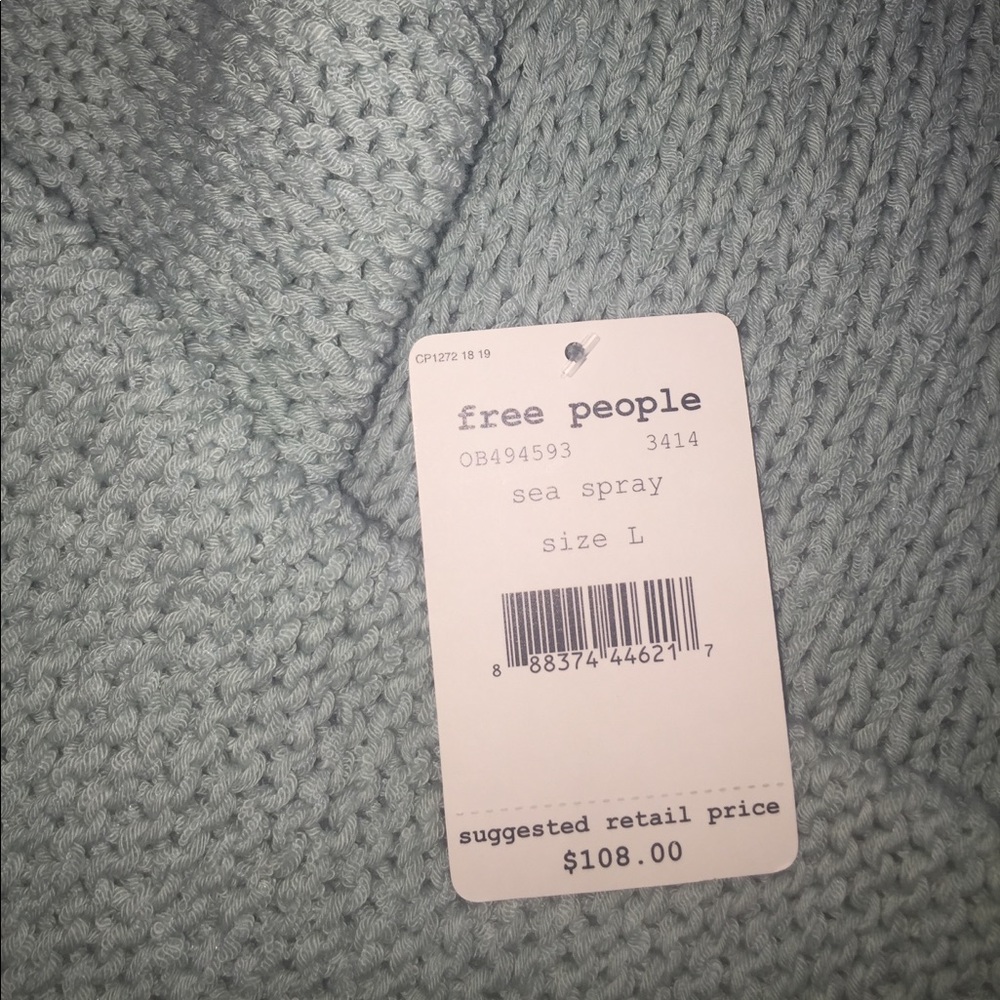 CP1272 18 19
free people
OB494593 3414
sea spray
size L
8 88374 44621 7
suggested retail price
$108.00